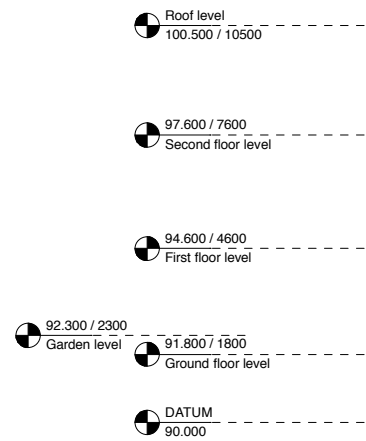 Roof level
100.500 / 10500
97.600 / 7600
Second floor level
94.600 / 4600
First floor level
92.300 / 2300
Garden level
91.800 / 1800
Ground floor level
DATUM
90.000